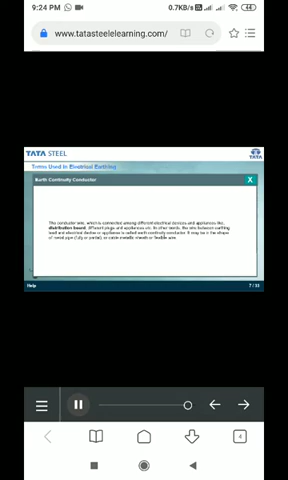 9:24 PM
0.7KB/s
44
www.tatasteelelearning.com/
TATA STEEL
TATA
Terms Used In Electrical Earthing
Earth Continuity Conductor
X
The conductor wire, which is connected among different electrical devices and appliances like,
distribution board, different plugs and appliances etc. In other words, the wire between earthing
lead and electrical device or appliance is called earth continuity conductor. It may be in the shape
of metal pipe (fully or partial), or cable metallic sheath or flexible wire.
Help
7 / 33
4